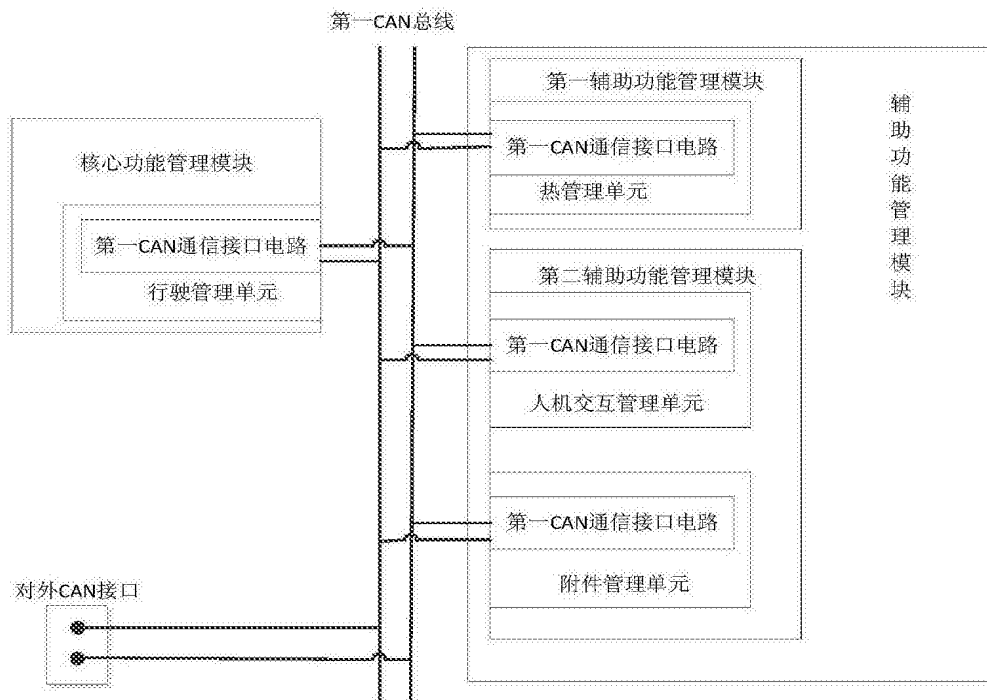 第一CAN总线
第一辅助功能管理模块
第一CAN通信接口电路
热管理单元
辅助功能管理模块
核心功能管理模块
第一CAN通信接口电路
行驶管理单元
第二辅助功能管理模块
第一CAN通信接口电路
人机交互管理单元
第一CAN通信接口电路
附件管理单元
对外CAN接口